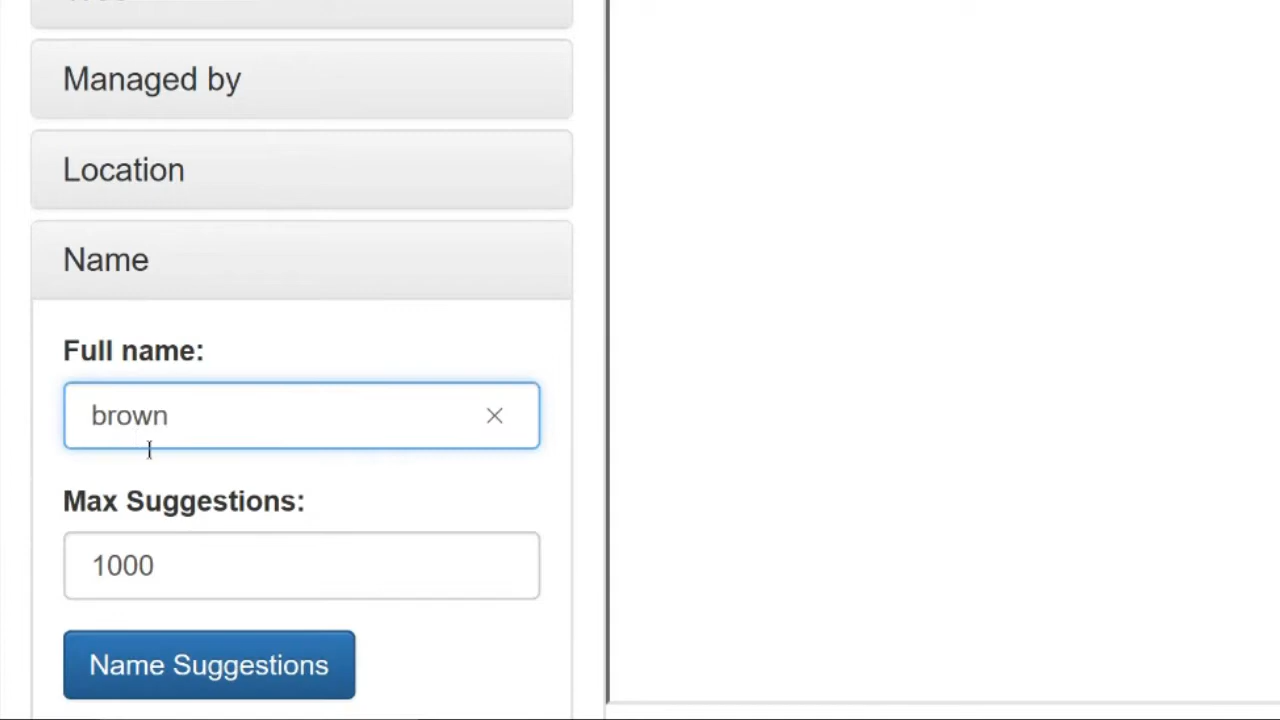 Managed by
Location
Name
Full name:
brown
Max Suggestions:
1000
Name Suggestions